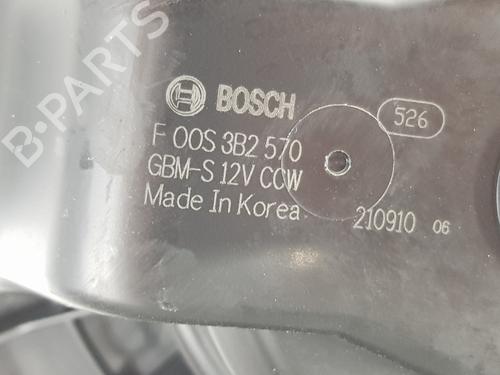 B-PARTS
BOSCH
526
F 00S 3B2 570
GBM-S 12V CCW
Made In Korea
210910 06